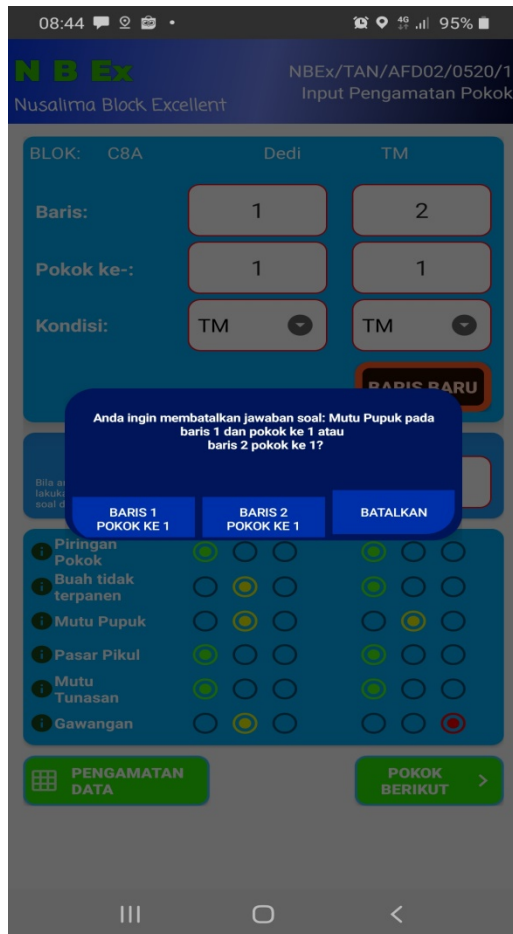 08:44 95%
4G
N B Ex
NBEx/TAN/AFD02/0520/1
Nusalima Block Excellent
Input Pengamatan Pokok
BLOK: C8A Dedi TM
Baris: 1 2
Pokok ke-: 1 1
Kondisi: TM TM
BARIS BARU
Anda ingin membatalkan jawaban soal: Mutu Pupuk pada
baris 1 dan pokok ke 1 atau
baris 2 pokok ke 1?
Bila
soal
BARIS 1
POKOK KE 1
BARIS 2
POKOK KE 1
BATALKAN
Piringan
Pokok
Buah tidak
terpanen
Mutu Pupuk
Pasar Pikul
Mutu
Tunasan
Gawangan
PENGAMATAN
DATA
POKOK
BERIKUT